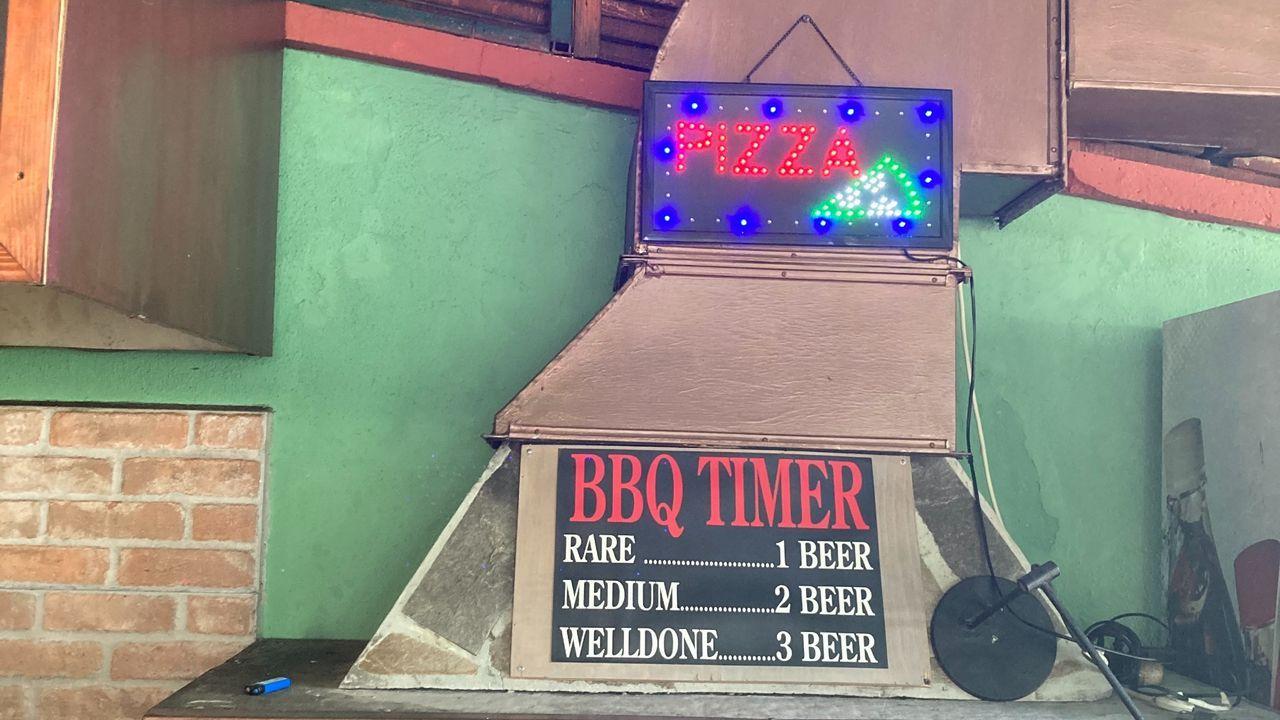 PIZZA
BBQ TIMER
RARE .......................1 BEER
MEDIUM.................2 BEER
WELLDONE...........3 BEER